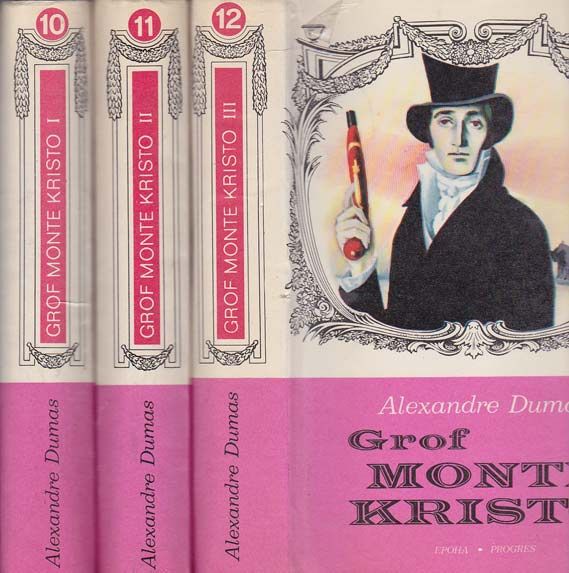 10
GROF MONTE KRISTO I
Alexandre Dumas
11
GROF MONTE KRISTO II
Alexandre Dumas
12
GROF MONTE KRISTO III
Alexandre Dumas
Alexandre Duma
Grof
MONTE
KRIST
EPOHA • PROGRES